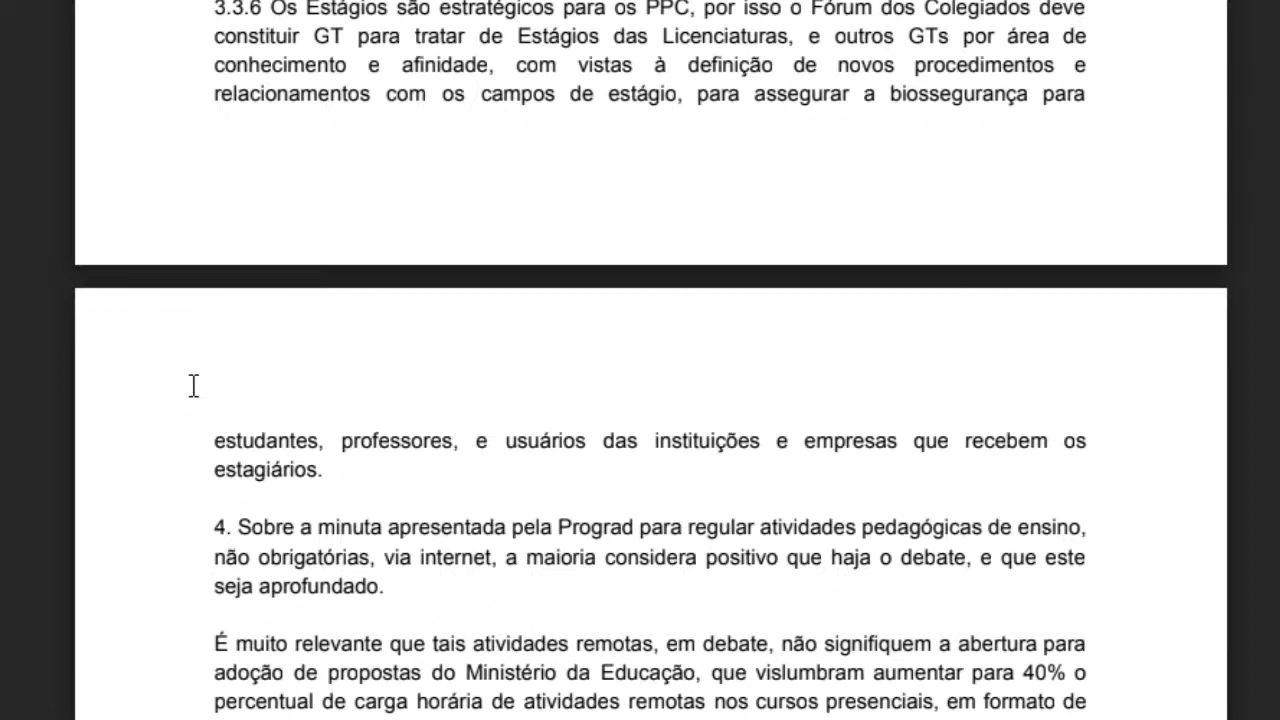 3.3.6 Os Estágios são estratégicos para os PPC, por isso o Fórum dos Colegiados deve
constituir GT para tratar de Estágios das Licenciaturas, e outros GTs por área de
conhecimento e afinidade, com vistas à definição de novos procedimentos e
relacionamentos com os campos de estágio, para assegurar a biossegurança para
estudantes, professores, e usuários das instituições e empresas que recebem os
estagiários.
4. Sobre a minuta apresentada pela Prograd para regular atividades pedagógicas de ensino,
não obrigatórias, via internet, a maioria considera positivo que haja o debate, e que este
seja aprofundado.
É muito relevante que tais atividades remotas, em debate, não signifiquem a abertura para
adoção de propostas do Ministério da Educação, que vislumbram aumentar para 40% o
percentual de carga horária de atividades remotas nos cursos presenciais, em formato de